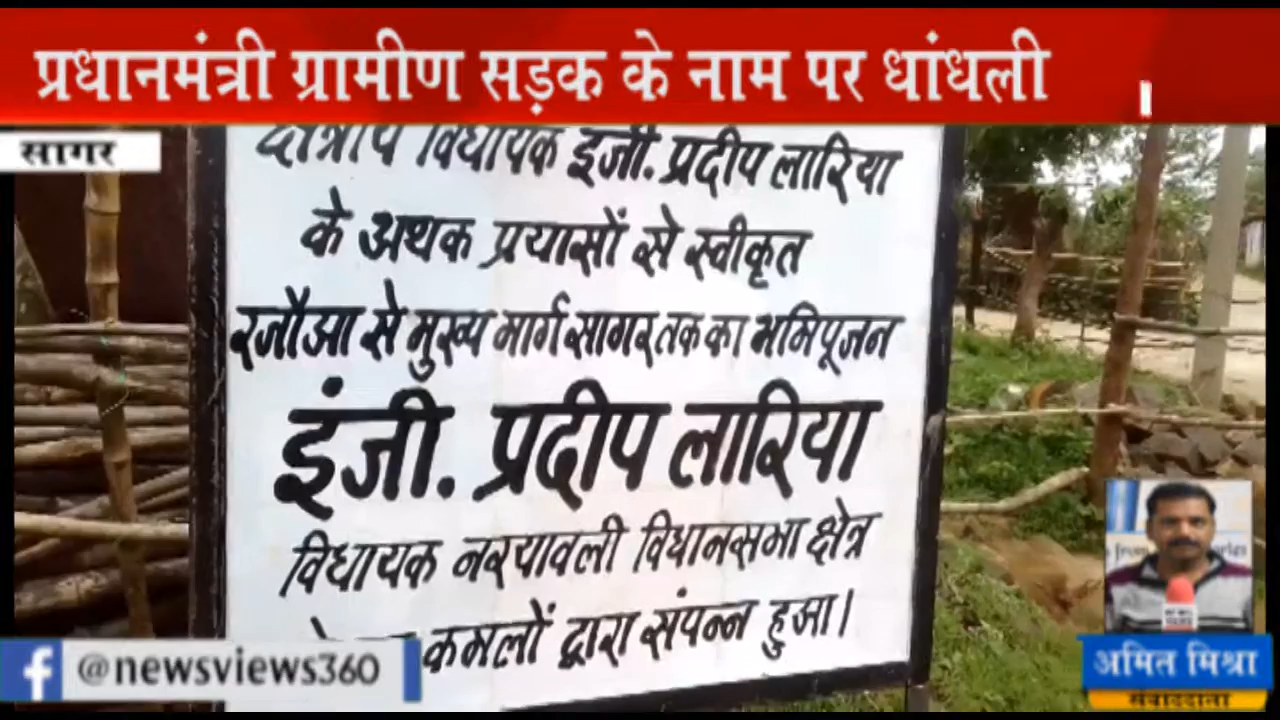 प्रधानमंत्री ग्रामीण सड़क के नाम पर धांधली
सागर
क्षेत्रीय विधायक इंजी. प्रदीप लारिया
के अथक प्रयासों से स्वीकृत
रजौआ से मुख्य मार्ग सागर तक का भूमिपूजन
इंजी. प्रदीप लारिया
विधायक नरयावली विधानसभा क्षेत्र
कमलों द्वारा संपन्न हुआ।
@newsviews360
अमित मिश्रा
संवाददाता